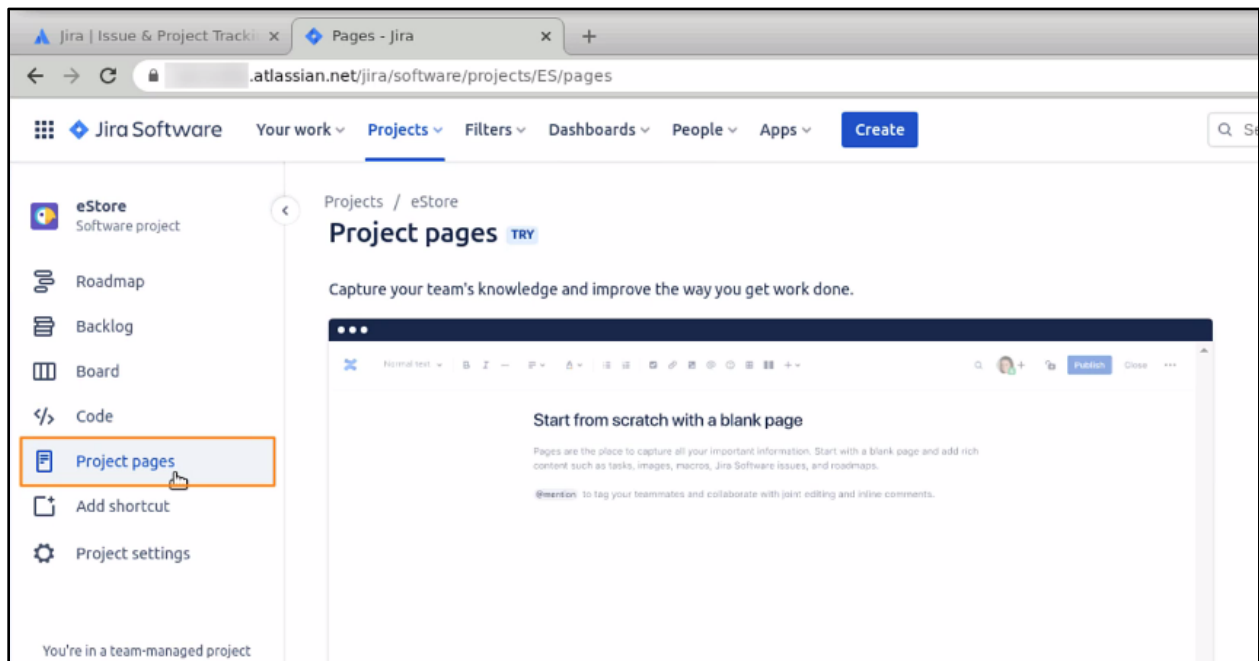 Jira | Issue & Project Tracki
Pages - Jira
.atlassian.net/jira/software/projects/ES/pages
Jira Software Your work Projects Filters Dashboards People Apps Create Se
eStore
Software project
Roadmap
Backlog
Board
Code
Project pages
Add shortcut
Project settings
You're in a team-managed project
Projects / eStore
Project pages TRY
Capture your team's knowledge and improve the way you get work done.
Normal text B I Publish Close
Start from scratch with a blank page
Pages are the place to capture all your important information. Start with a blank page and add rich
content such as tasks, images, macros, Jira Software issues, and roadmaps.
@mention to tag your teammates and collaborate with joint editing and inline comments.